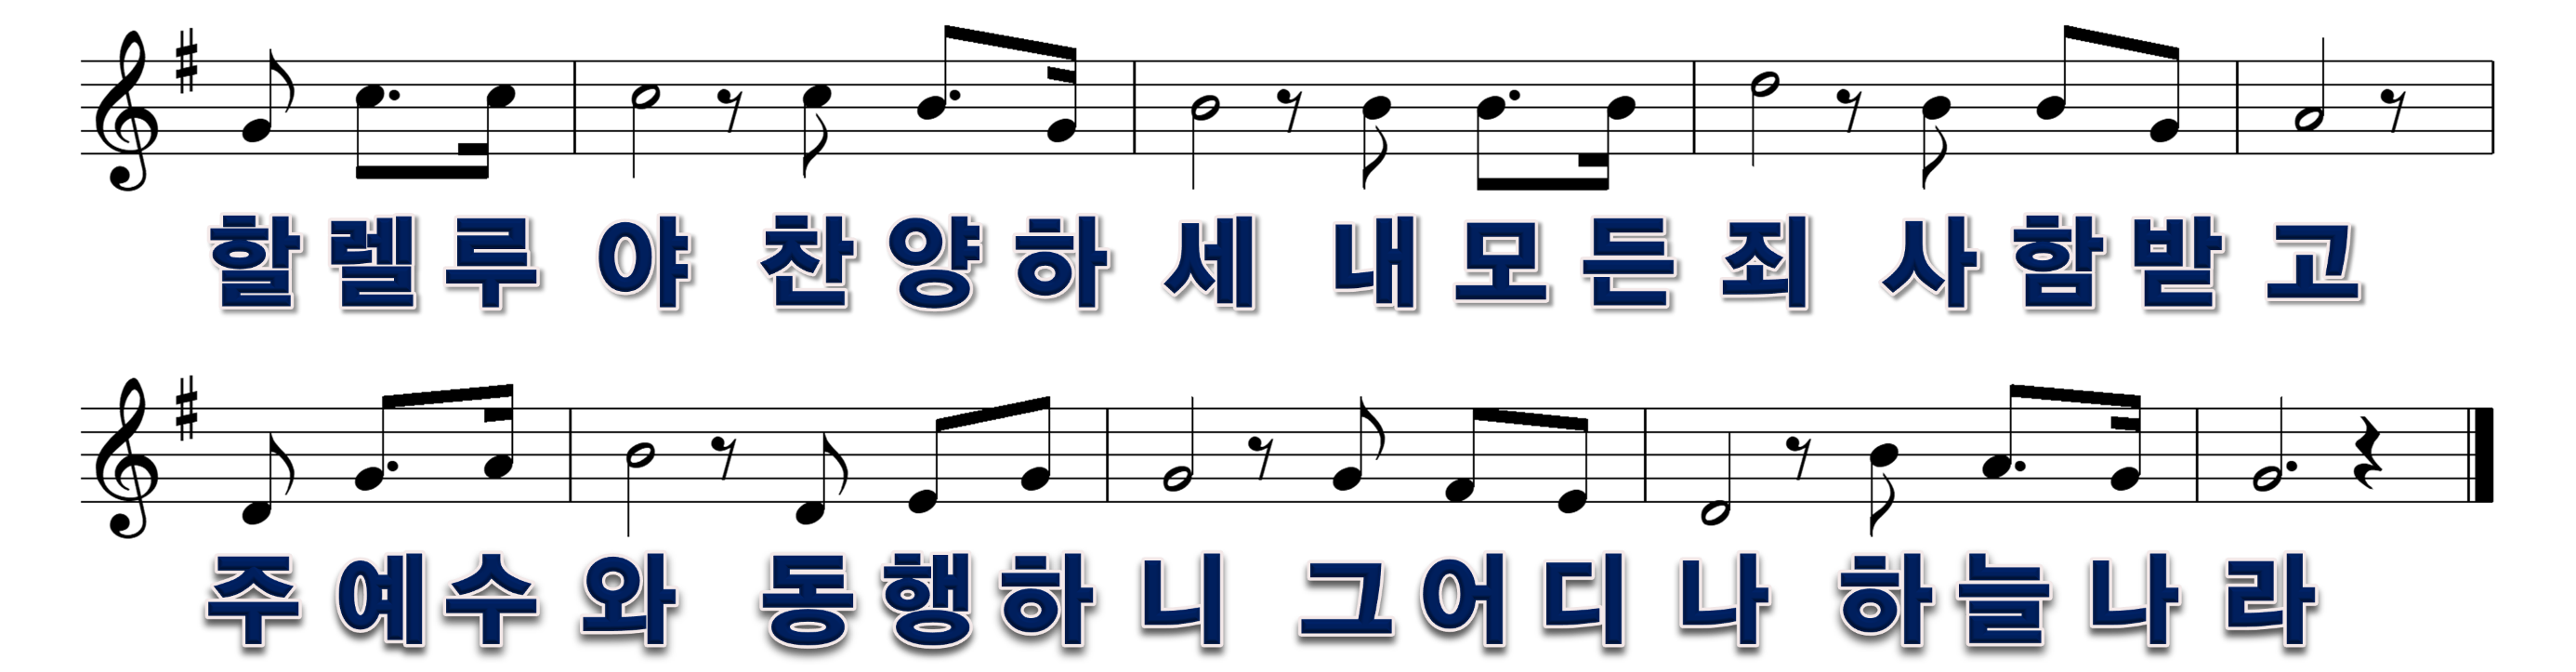 할렐루 야 찬양하 세 내모든 죄 사함받 고
주예수 와 동행하 니 그어디 나 하늘나 라